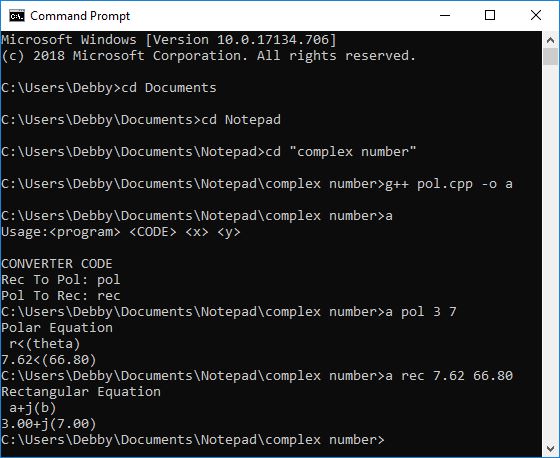 Command Prompt
Microsoft Windows [Version 10.0.17134.706]
(c) 2018 Microsoft Corporation. All rights reserved.
C:\Users\Debby>cd Documents
C:\Users\Debby\Documents>cd Notepad
C:\Users\Debby\Documents\Notepad>cd "complex number"
C:\Users\Debby\Documents\Notepad\complex number>g++ pol.cpp -o a
C:\Users\Debby\Documents\Notepad\complex number>a
Usage:<program> <CODE> <x> <y>
CONVERTER CODE
Rec To Pol: pol
Pol To Rec: rec
C:\Users\Debby\Documents\Notepad\complex number>a pol 3 7
Polar Equation
 r<(theta)
7.62<(66.80)
C:\Users\Debby\Documents\Notepad\complex number>a rec 7.62 66.80
Rectangular Equation
 a+j(b)
3.00+j(7.00)
C:\Users\Debby\Documents\Notepad\complex number>